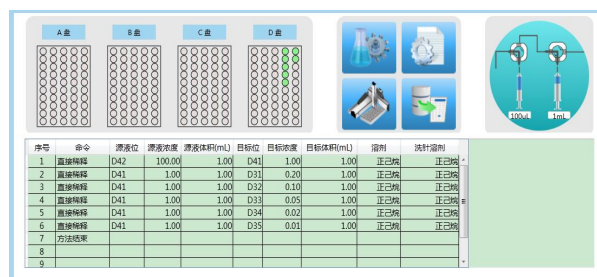 A 盘 B 盘 C 盘 D 盘
100uL 1mL
序号 命令 源液位 源液浓度 源液体积(mL) 目标位 目标浓度 目标体积(mL) 溶剂 洗针溶剂
1 直接稀释 D42 100.00 1.00 D41 1.00 1.00 正己烷 正己烷
2 直接稀释 D41 1.00 1.00 D31 0.20 1.00 正己烷 正己烷
3 直接稀释 D41 1.00 1.00 D32 0.10 1.00 正己烷 正己烷
4 直接稀释 D41 1.00 1.00 D33 0.05 1.00 正己烷 正己烷
5 直接稀释 D41 1.00 1.00 D34 0.02 1.00 正己烷 正己烷
6 直接稀释 D41 1.00 1.00 D35 0.01 1.00 正己烷 正己烷
7 方法结束
8
9